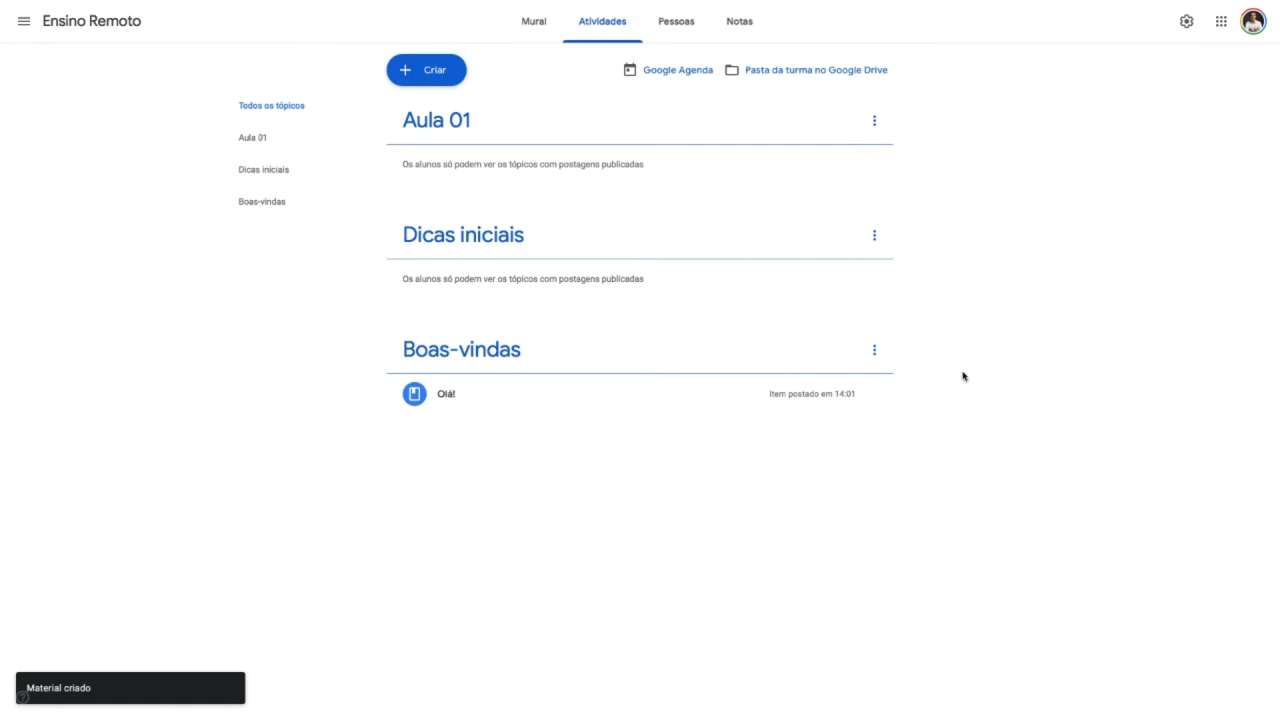 Ensino Remoto
Mural
Atividades
Pessoas
Notas
Criar
Google Agenda
Pasta da turma no Google Drive
Todos os tópicos
Aula 01
Dicas iniciais
Boas-vindas
Aula 01
Os alunos só podem ver os tópicos com postagens publicadas
Dicas iniciais
Os alunos só podem ver os tópicos com postagens publicadas
Boas-vindas
Olá!
Item postado em 14:01
Material criado